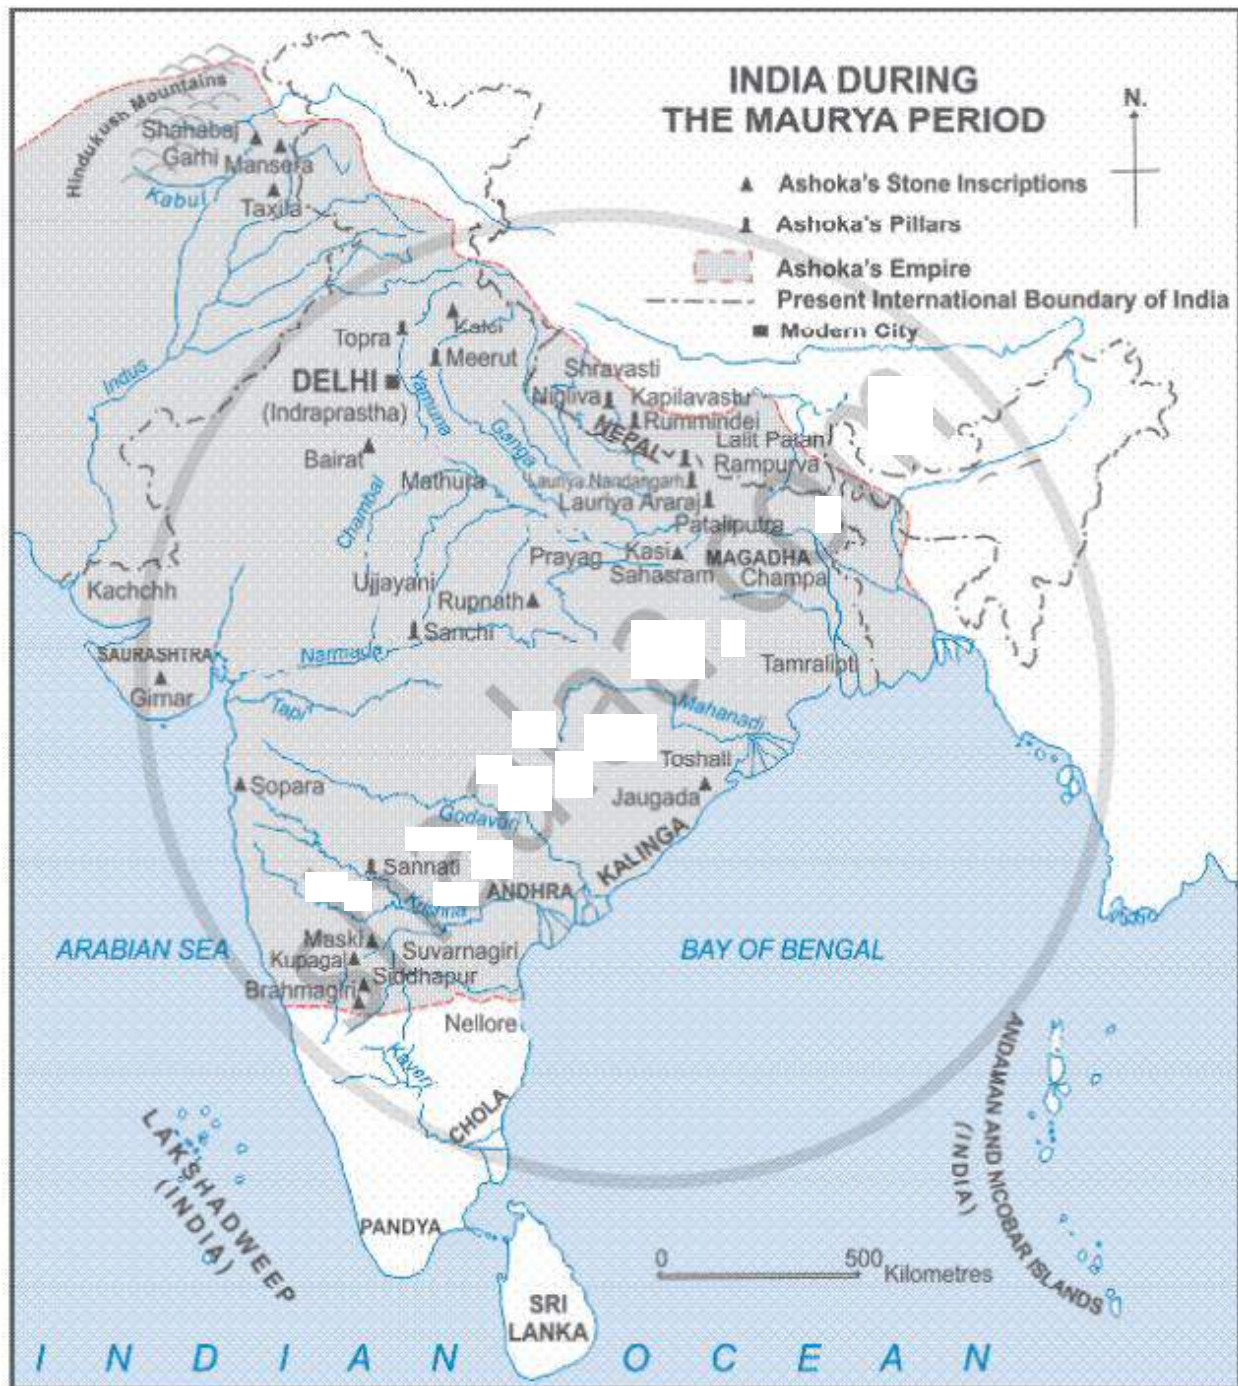 INDIA DURING
THE MAURYA PERIOD
N.
Ashoka's Stone Inscriptions
Ashoka's Pillars
Ashoka's Empire
Present International Boundary of India
Modern City
Hindukush Mountains
Shahabaj
Garhi
Mansera
Kabul
Taxila
Topra
Kalsi
Meerut
Indus
DELHI
(Indraprastha)
Yamuna
Ganga
Shravasti
Nigliva
Kapilavastu
Rummindei
NEPAL
Lalit Patan
Rampurva
Bairat
Mathura
Lauriya Nandangarh
Lauriya Araraj
Chambal
Pataliputra
Prayag
Kasi
MAGADHA
Sahasram
Champa
Kachchh
Ujjayani
Rupnath
Sanchi
SAURASHTRA
Narmada
Tamralipti
Girnar
Tapi
Mahanadi
Toshali
Sopara
Jaugada
Godavari
KALINGA
Sannati
ANDHRA
Krishna
ARABIAN SEA
Maski
Suvarnagiri
BAY OF BENGAL
Kupagal
Siddhapur
Brahmagiri
Nellore
Kaveri
CHOLA
LAKSHADWEEP
(INDIA)
ANDAMAN AND NICOBAR ISLANDS
(INDIA)
PANDYA
0 500 Kilometres
SRI
LANKA
INDIAN OCEAN